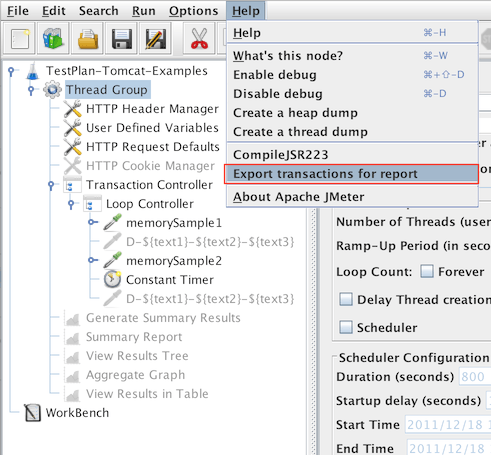 File Edit Search Run Options Help
Help ⌘-H
What's this node? ⌘-W
Enable debug ⌘+⇧-D
Disable debug ⌘-D
Create a heap dump
Create a thread dump
CompileJSR223
Export transactions for report
About Apache JMeter
TestPlan-Tomcat-Examples
Thread Group
HTTP Header Manager
User Defined Variables
HTTP Request Defaults
HTTP Cookie Manager
Transaction Controller
Loop Controller
memorySample1
D-${text1}-${text2}-${text3}
memorySample2
Constant Timer
D-${text1}-${text2}-${text3}
Generate Summary Results
Summary Report
View Results Tree
Aggregate Graph
View Results in Table
WorkBench
Number of Threads (user
Ramp-Up Period (in seco
Loop Count: Forever
Delay Thread creation
Scheduler
Scheduler Configuration
Duration (seconds) 800
Startup delay (seconds)
Start Time 2011/12/18 1
End Time 2011/12/18